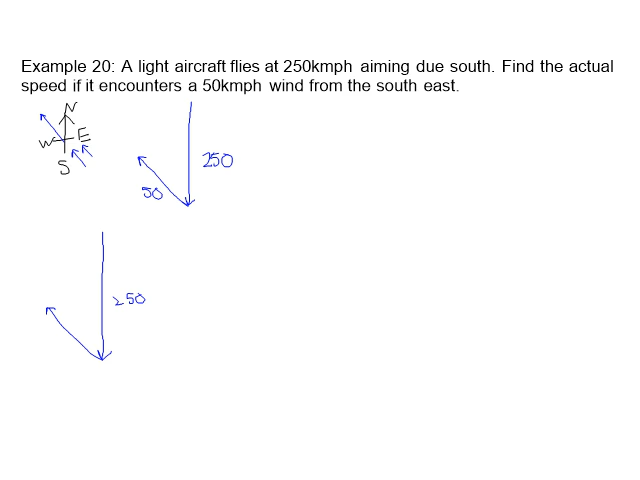 Example 20: A light aircraft flies at 250kmph aiming due south. Find the actual
speed if it encounters a 50kmph wind from the south east.
N
W E
S
250
50
250